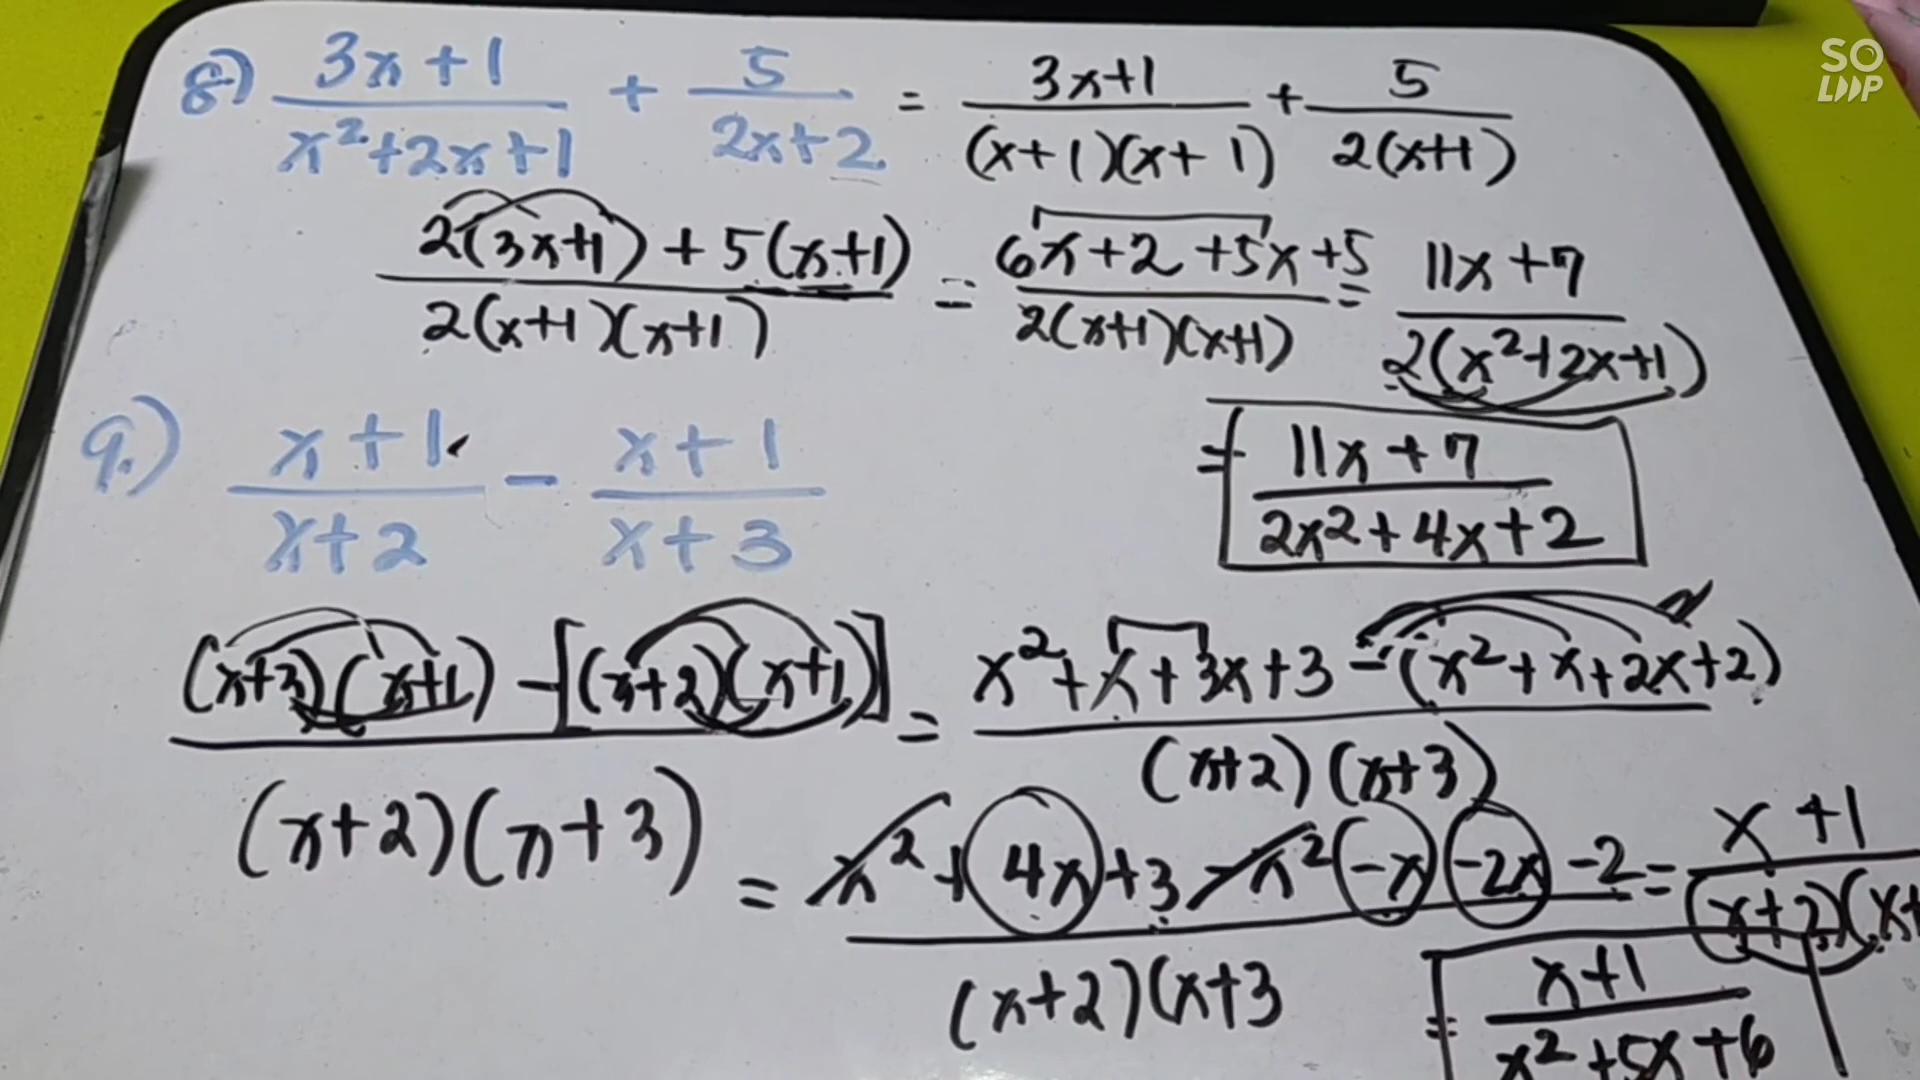 8.) (3x+1)/(x²+2x+1) + 5/(2x+2) = (3x+1)/((x+1)(x+1)) + 5/(2(x+1))
(2(3x+1)+5(x+1))/(2(x+1)(x+1)) = (6x+2+5x+5)/(2(x+1)(x+1)) = (11x+7)/(2(x²+2x+1))
= (11x+7)/(2x²+4x+2)
9.) (x+1)/(x+2) - (x+1)/(x+3)
((x+3)(x+1)-[(x+2)(x+1)])/((x+2)(x+3)) = (x²+x+3x+3-(x²+x+2x+2))/((x+2)(x+3))
= (x²+4x+3-x²-x-2x-2)/((x+2)(x+3) = (x+1)/((x+2)(x+
= (x+1)/(x²+5x+6)
SO
LOOP